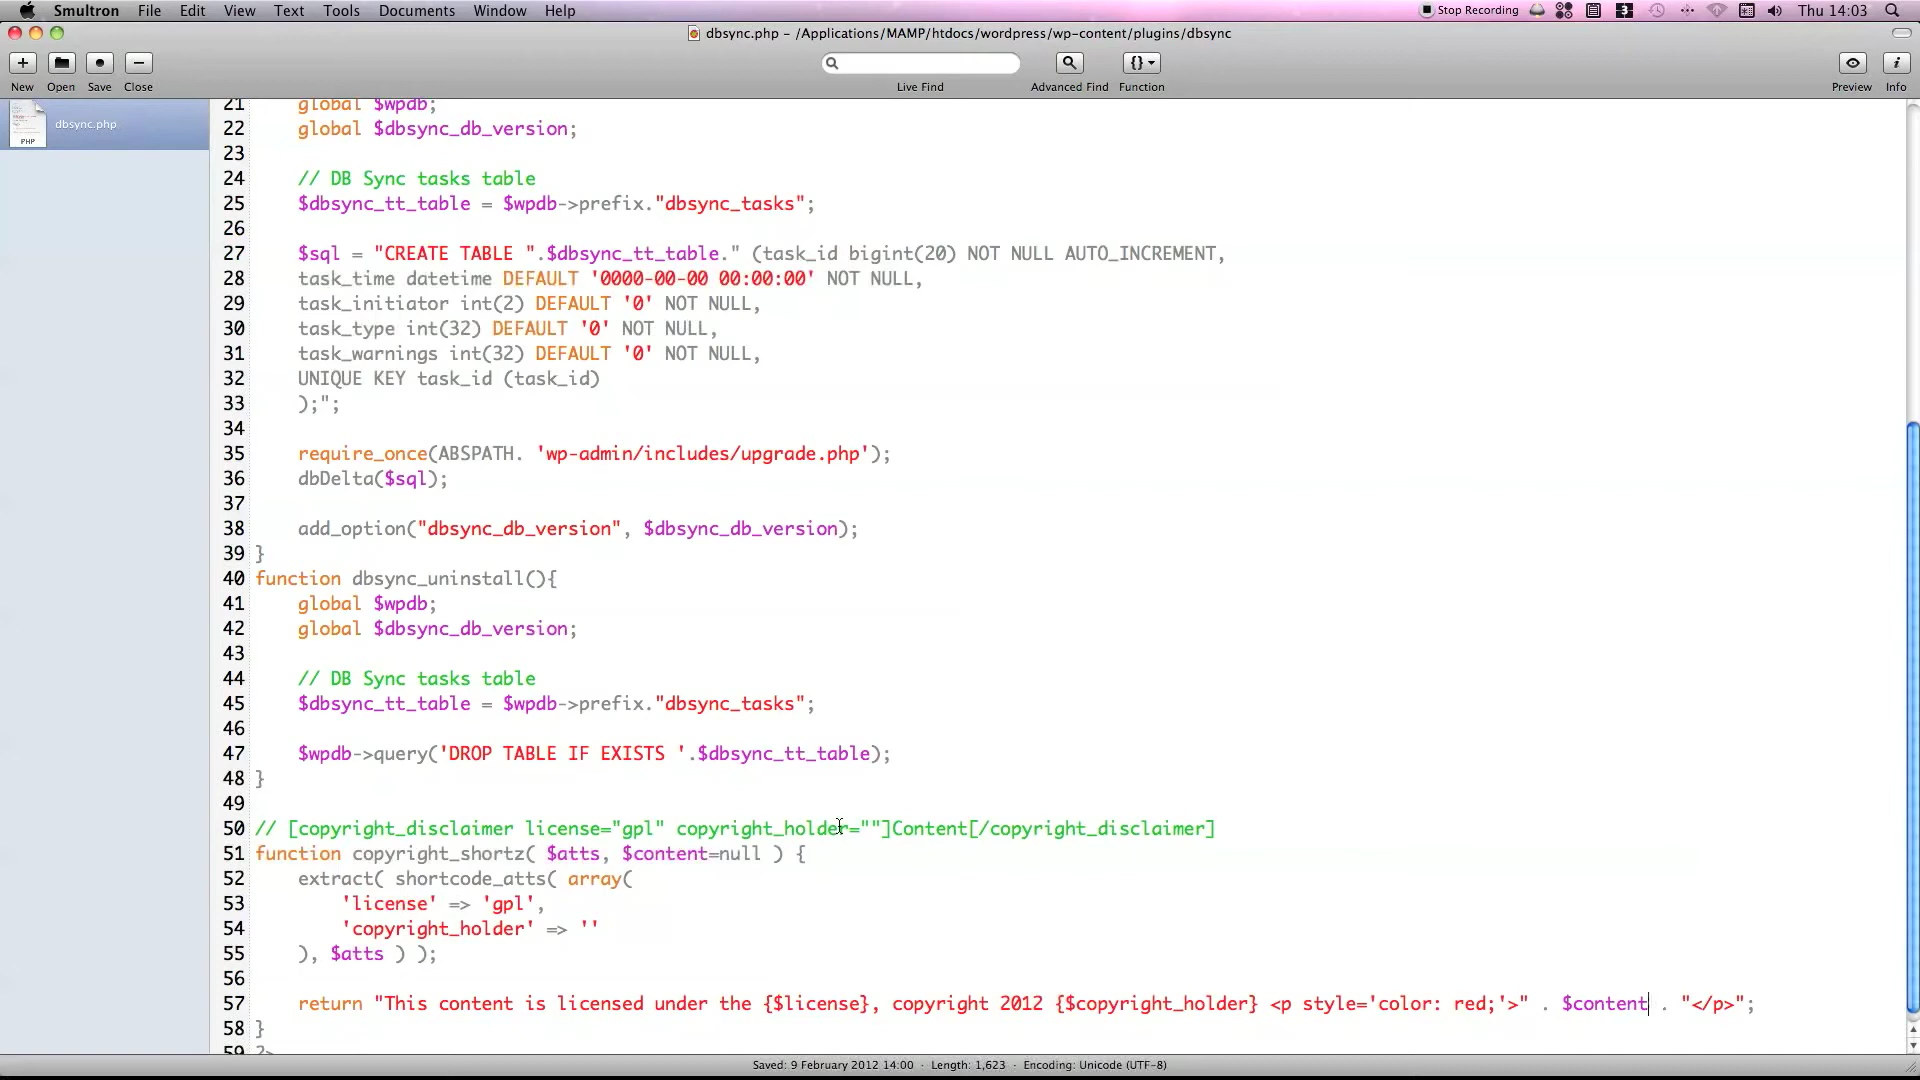 Smultron File Edit View Text Tools Documents Window Help Stop Recording 3 Thu 14:03
dbsync.php – /Applications/MAMP/htdocs/wordpress/wp-content/plugins/dbsync
New Open Save Close Live Find Advanced Find {} Function Preview Info
dbsync.php
PHP
21 global $wpdb;
22 global $dbsync_db_version;
23
24 // DB Sync tasks table
25 $dbsync_tt_table = $wpdb->prefix."dbsync_tasks";
26
27 $sql = "CREATE TABLE ".$dbsync_tt_table." (task_id bigint(20) NOT NULL AUTO_INCREMENT,
28 task_time datetime DEFAULT '0000-00-00 00:00:00' NOT NULL,
29 task_initiator int(2) DEFAULT '0' NOT NULL,
30 task_type int(32) DEFAULT '0' NOT NULL,
31 task_warnings int(32) DEFAULT '0' NOT NULL,
32 UNIQUE KEY task_id (task_id)
33 );";
34
35 require_once(ABSPATH. 'wp-admin/includes/upgrade.php');
36 dbDelta($sql);
37
38 add_option("dbsync_db_version", $dbsync_db_version);
39 }
40 function dbsync_uninstall(){
41 global $wpdb;
42 global $dbsync_db_version;
43
44 // DB Sync tasks table
45 $dbsync_tt_table = $wpdb->prefix."dbsync_tasks";
46
47 $wpdb->query('DROP TABLE IF EXISTS '.$dbsync_tt_table);
48 }
49
50 // [copyright_disclaimer license="gpl" copyright_holder=""]Content[/copyright_disclaimer]
51 function copyright_shortz( $atts, $content=null ) {
52 extract( shortcode_atts( array(
53 'license' => 'gpl',
54 'copyright_holder' => ''
55 ), $atts ) );
56
57 return "This content is licensed under the {$license}, copyright 2012 {$copyright_holder} <p style='color: red;'>" . $content . "</p>";
58 }
59 ?>
Saved: 9 February 2012 14:00 · Length: 1,623 · Encoding: Unicode (UTF-8)